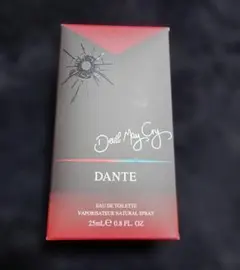 Devil May Cry
DANTE
EAU DE TOILETTE
VAPORISATEUR NATURAL SPRAY
25mL ℮ 0.8 FL. OZ